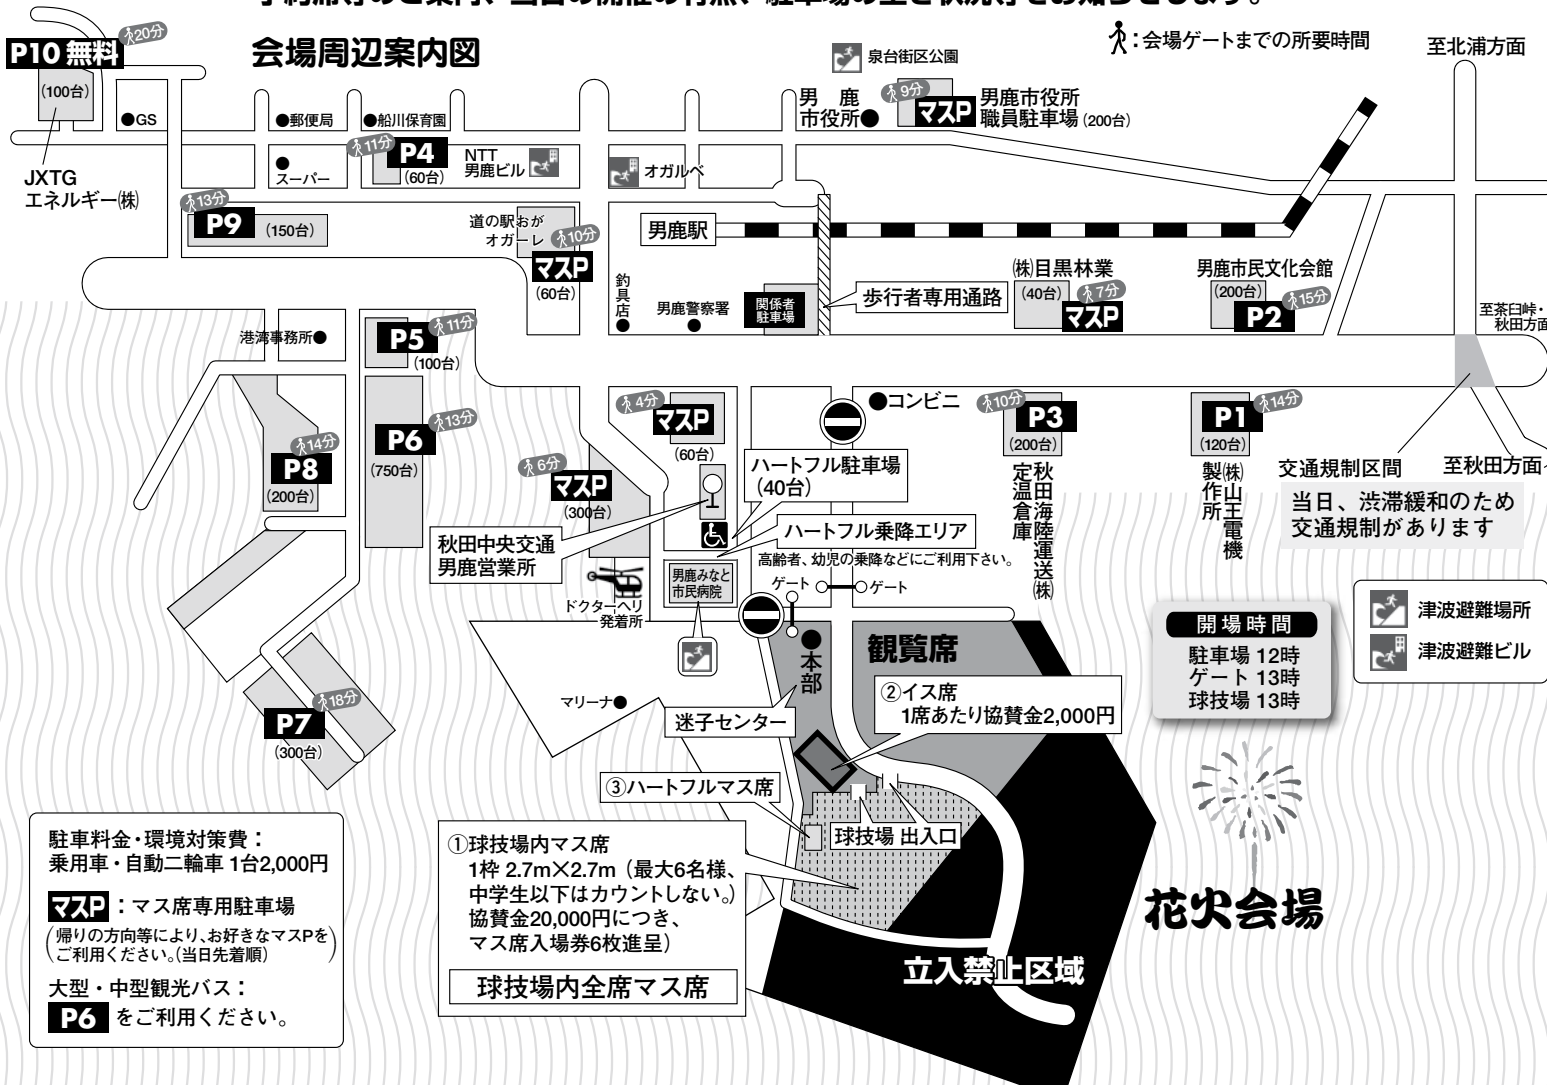 会場周辺案内図
:会場ゲートまでの所要時間
至北浦方面
P10 無料
20分
(100台)
JXTG
エネルギー㈱
●GS
●郵便局
●船川保育園
●
スーパー
11分
P4
(60台)
NTT
男鹿ビル
オガルベ
泉台街区公園
男鹿
市役所●
9分
マスP
男鹿市役所
職員駐車場(200台)
13分
P9
(150台)
道の駅おが
オガーレ
10分
マスP
(60台)
男鹿駅
釣具店
●
男鹿警察署
●
関係者
駐車場
歩行者専用通路
㈱目黒林業
(40台)
7分
マスP
男鹿市民文化会館
(200台)
15分
P2
至茶臼峠・
秋田方面
港湾事務所●
P5
11分
(100台)
P6
13分
(750台)
14分
P8
(200台)
4分
マスP
(60台)
6分
マスP
(300台)
●コンビニ
10分
P3
(200台)
秋田海陸運送㈱
定温倉庫
P1
14分
(120台)
㈱山王電機
製作所
交通規制区間
至秋田方面
当日、渋滞緩和のため
交通規制があります
ハートフル駐車場
(40台)
ハートフル乗降エリア
高齢者、幼児の乗降などにご利用下さい。
秋田中央交通
男鹿営業所
ドクターヘリ
発着所
男鹿みなと
市民病院
ゲート
ゲート
●本部
観覧席
開場時間
駐車場 12時
ゲート 13時
球技場 13時
津波避難場所
津波避難ビル
マリーナ●
迷子センター
②イス席
1席あたり協賛金2,000円
P7
18分
(300台)
③ハートフルマス席
球技場 出入口
①球技場内マス席
1枠 2.7m×2.7m(最大6名様、
中学生以下はカウントしない。)
協賛金20,000円につき、
マス席入場券6枚進呈)
球技場内全席マス席
花火会場
立入禁止区域
駐車料金・環境対策費:
乗用車・自動二輪車 1台2,000円
マスP:マス席専用駐車場
(帰りの方向等により、お好きなマスPを
ご利用ください。(当日先着順))
大型・中型観光バス:
P6 をご利用ください。